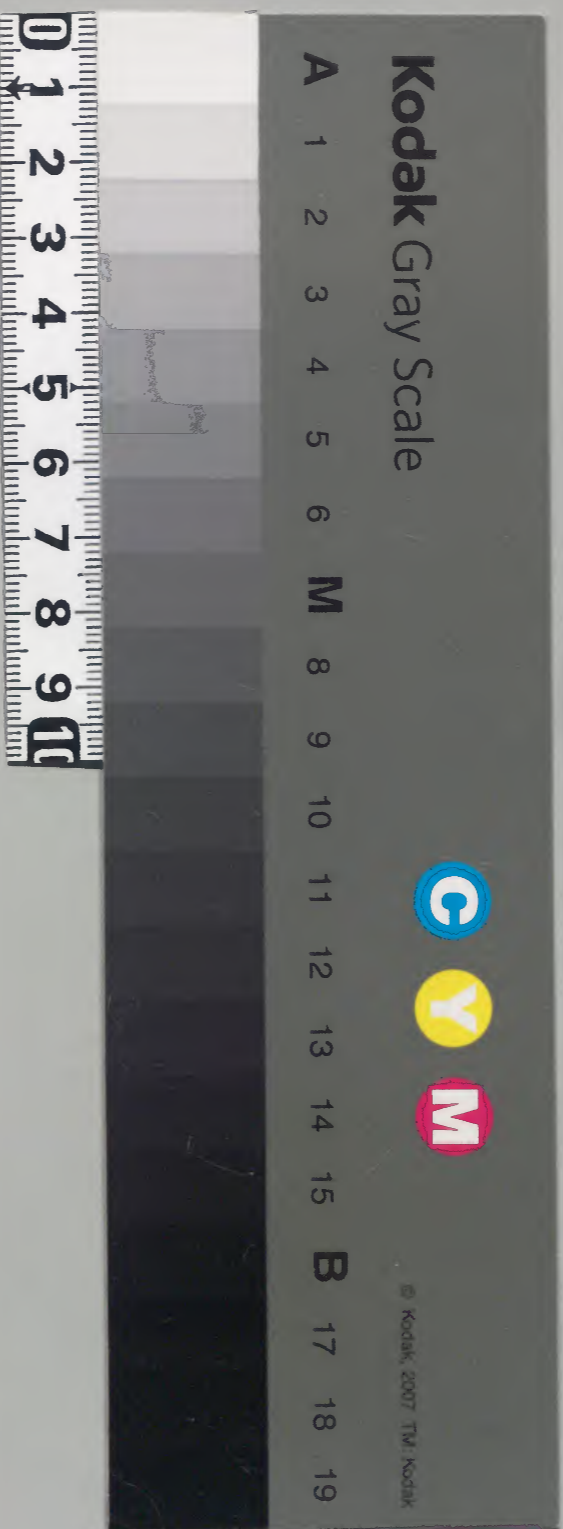 Kodak Gray Scale
A 1 2 3 4 5 6 M 8 9 10 11 12 13 14 15 B 17 18 19
C Y M
© Kodak, 2007 TM: Kodak
0 1 2 3 4 5 6 7 8 9 10